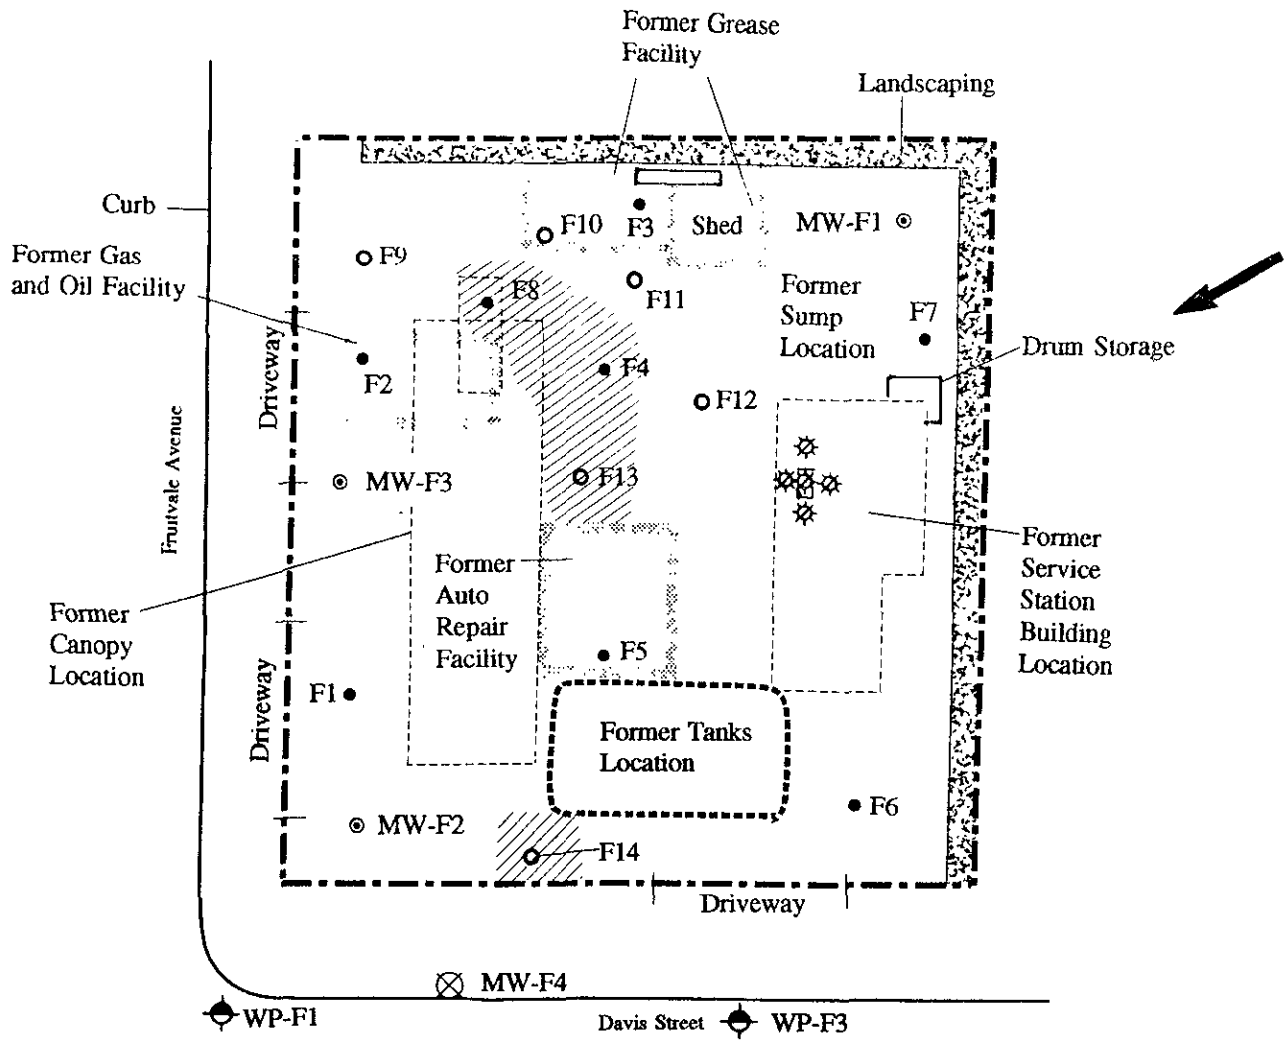 Former Grease
Facility
Landscaping
Curb
F10
F3
Shed
MW-F1
F9
Former Gas
and Oil Facility
F8
F11
Former
Sump
Location
F7
Drum Storage
Driveway
F2
F4
F12
Fruitvale Avenue
MW-F3
F13
Former
Service
Station
Building
Location
Former
Auto
Repair
Facility
Former
Canopy
Location
F5
F1
Driveway
Former Tanks
Location
F6
MW-F2
F14
Driveway
MW-F4
WP-F1
Davis Street
WP-F3